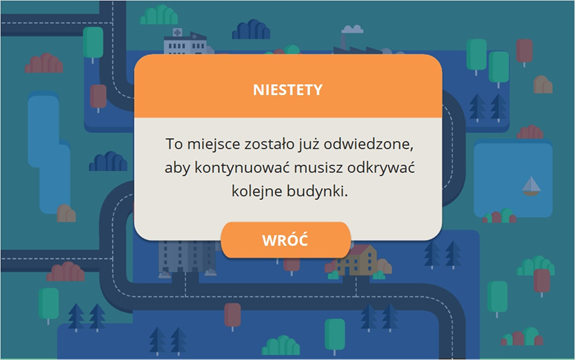 NIESTETY
To miejsce zostało już odwiedzone,
aby kontynuować musisz odkrywać
kolejne budynki.
WRÓĆ